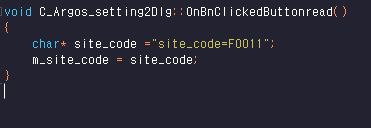 void C_Argos_setting2Dlg::OnBnClickedButtonread()
{
char* site_code ="site_code=F0011";
m_site_code = site_code;
}